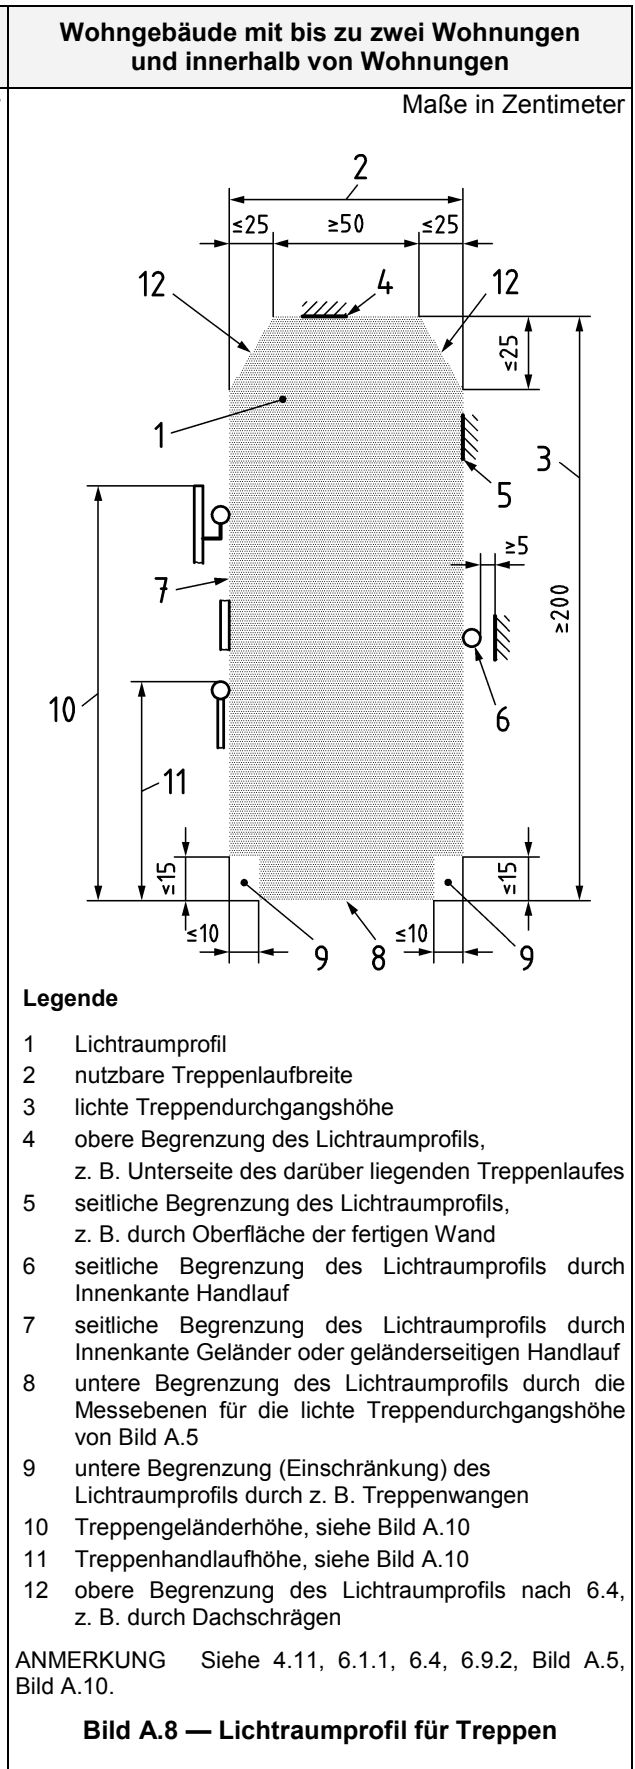 Wohngebäude mit bis zu zwei Wohnungen
und innerhalb von Wohnungen
Maße in Zentimeter
2
≤25 ≥50 ≤25
12 4 12
≤25
1
5
3
≥5
7
≥200
10
6
11
≤15 ≤15
≤10 ≤10
9 8 9
Legende
1 Lichtraumprofil
2 nutzbare Treppenlaufbreite
3 lichte Treppendurchgangshöhe
4 obere Begrenzung des Lichtraumprofils,
z. B. Unterseite des darüber liegenden Treppenlaufes
5 seitliche Begrenzung des Lichtraumprofils,
z. B. durch Oberfläche der fertigen Wand
6 seitliche Begrenzung des Lichtraumprofils durch
Innenkante Handlauf
7 seitliche Begrenzung des Lichtraumprofils durch
Innenkante Geländer oder geländerseitigen Handlauf
8 untere Begrenzung des Lichtraumprofils durch die
Messebenen für die lichte Treppendurchgangshöhe
von Bild A.5
9 untere Begrenzung (Einschränkung) des
Lichtraumprofils durch z. B. Treppenwangen
10 Treppengeländerhöhe, siehe Bild A.10
11 Treppenhandlaufhöhe, siehe Bild A.10
12 obere Begrenzung des Lichtraumprofils nach 6.4,
z. B. durch Dachschrägen
ANMERKUNG Siehe 4.11, 6.1.1, 6.4, 6.9.2, Bild A.5,
Bild A.10.
Bild A.8 — Lichtraumprofil für Treppen